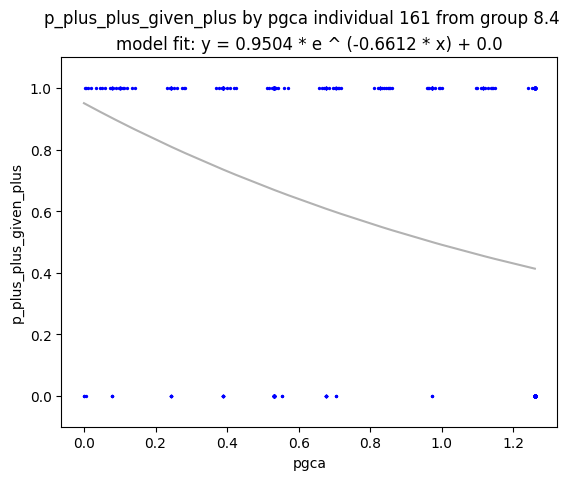 p_plus_plus_given_plus by pgca individual 161 from group 8.4
model fit: y = 0.9504 * e ^ (-0.6612 * x) + 0.0
1.0
0.8
0.6
0.4
0.2
0.0
p_plus_plus_given_plus
0.0 0.2 0.4 0.6 0.8 1.0 1.2
pgca